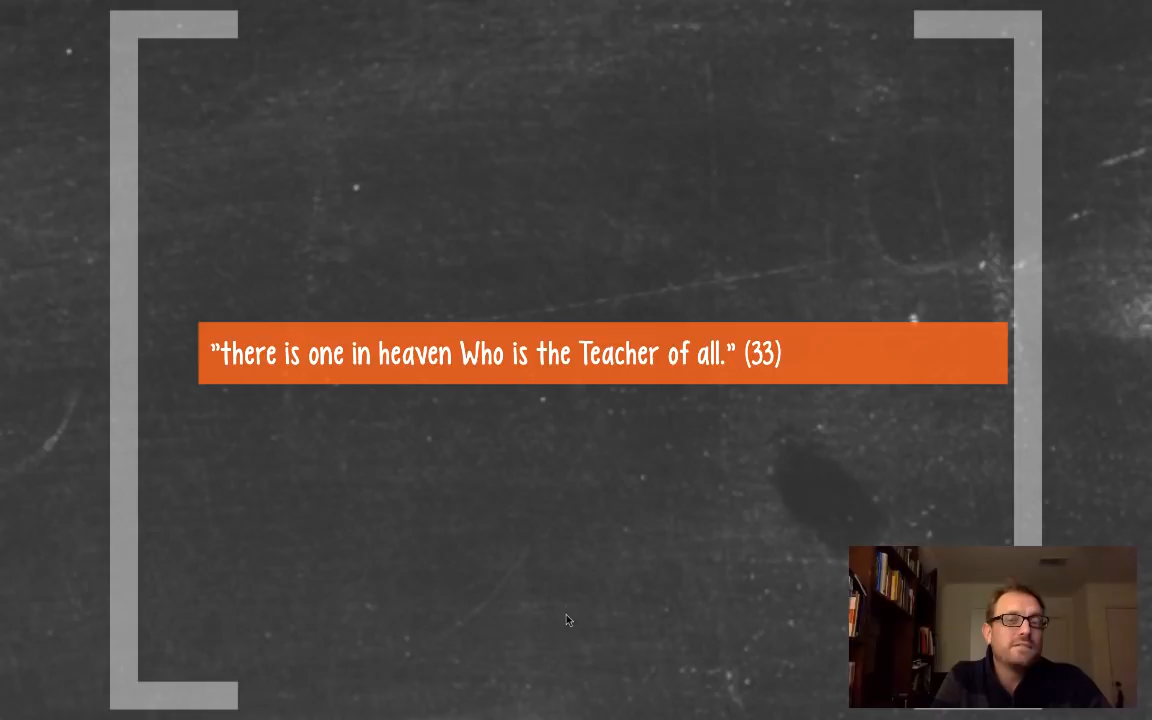 "there is one in heaven Who is the Teacher of all." (33)